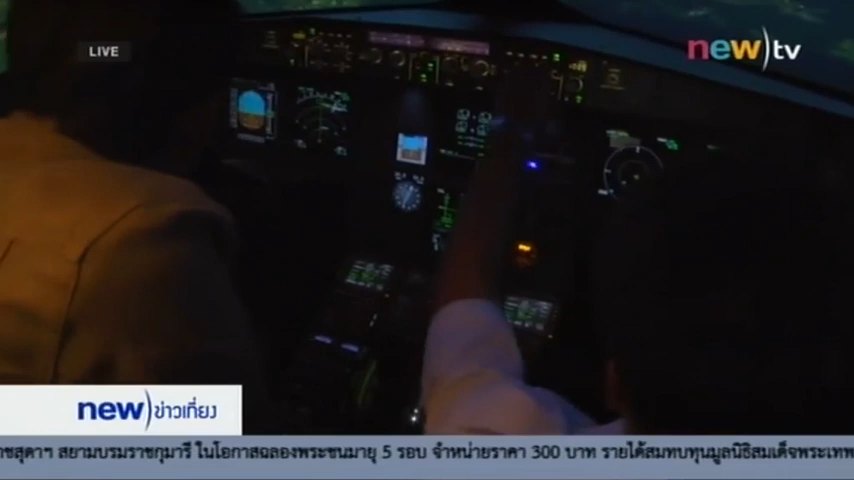 LIVE
new)tv
new)ข่าวเที่ยง
าชสุดาฯ สยามบรมราชกุมารี ในโอกาสฉลองพระชนมายุ 5 รอบ จำหน่ายราคา 300 บาท รายได้สมทบทุนมูลนิธิสมเด็จพระเทพ